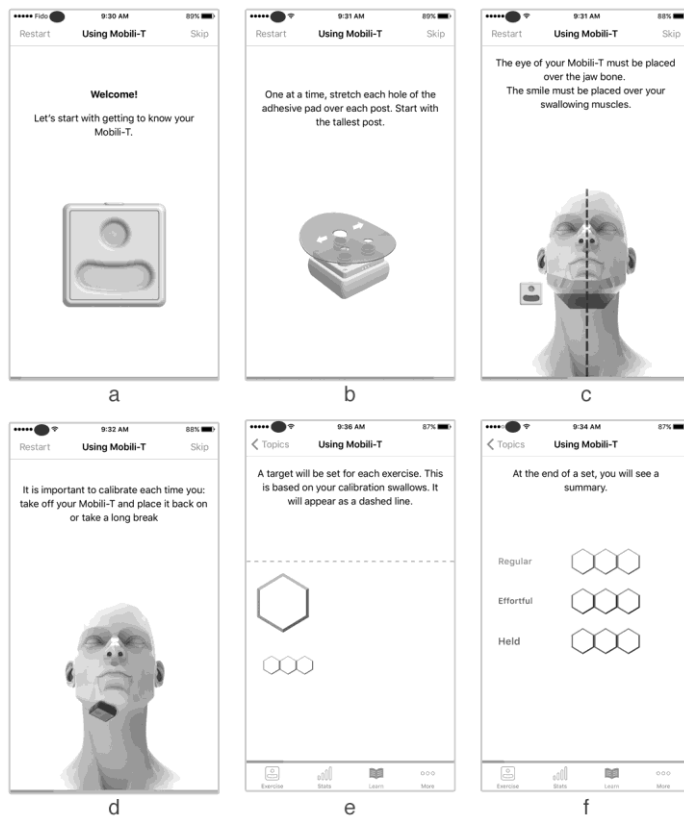 Fido 9:30 AM 89%
Restart Using Mobili-T Skip
Welcome!
Let's start with getting to know your
Mobili-T.
a
9:31 AM 89%
Restart Using Mobili-T Skip
One at a time, stretch each hole of the
adhesive pad over each post. Start with
the tallest post.
b
9:31 AM 88%
Restart Using Mobili-T Skip
The eye of your Mobili-T must be placed
over the jaw bone.
The smile must be placed over your
swallowing muscles.
c
9:32 AM 88%
Restart Using Mobili-T Skip
It is important to calibrate each time you:
take off your Mobili-T and place it back on
or take a long break
d
9:36 AM 87%
Topics Using Mobili-T
A target will be set for each exercise. This
is based on your calibration swallows. It
will appear as a dashed line.
Exercise Stats Learn More
e
9:34 AM 87%
Topics Using Mobili-T
At the end of a set, you will see a
summary.
Regular
Effortful
Held
Exercise Stats Learn More
f